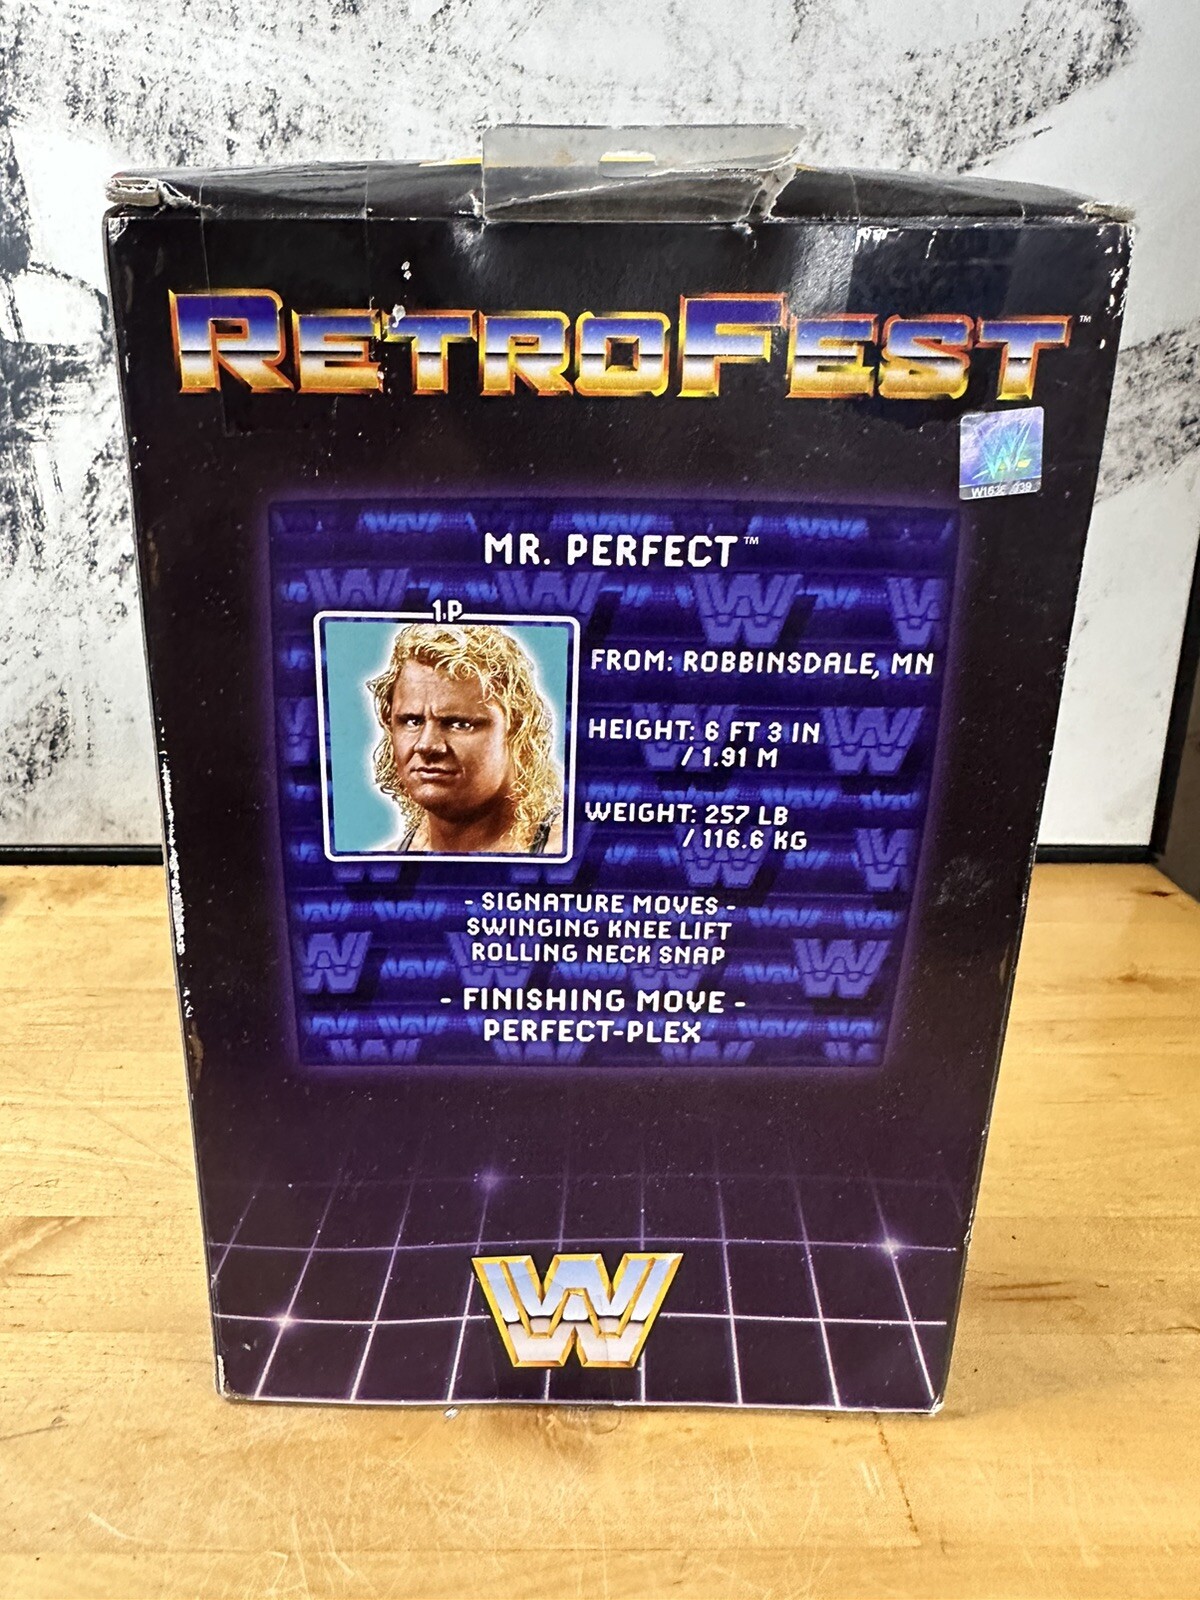 RETROFEST™
MR. PERFECT™
1.P
FROM: ROBBINSDALE, MN
HEIGHT: 6 FT 3 IN
/ 1.91 M
WEIGHT: 257 LB
/ 116.6 KG
- SIGNATURE MOVES -
SWINGING KNEE LIFT
ROLLING NECK SNAP
- FINISHING MOVE -
PERFECT-PLEX